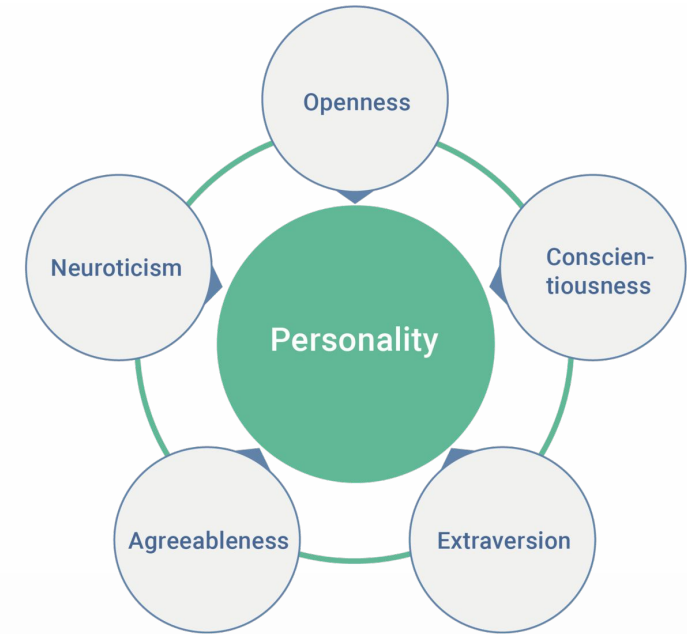 Openness
Neuroticism
Conscien-
tiousness
Personality
Agreeableness
Extraversion